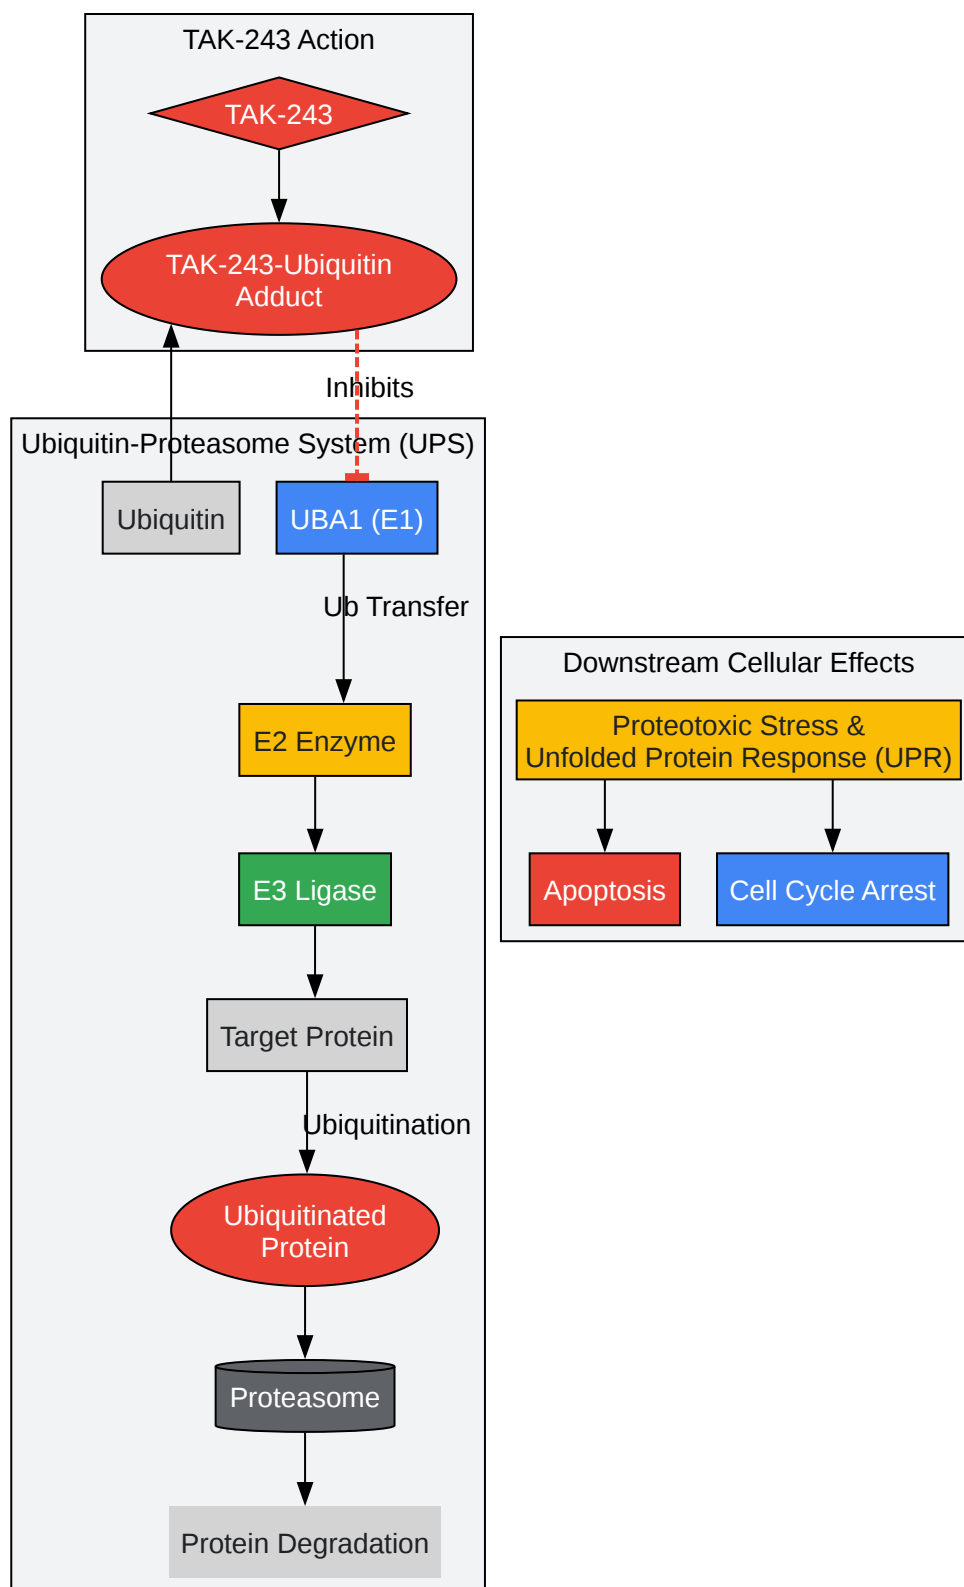 TAK-243 Action
TAK-243
TAK-243-Ubiquitin
Adduct
Inhibits
Ubiquitin-Proteasome System (UPS)
Ubiquitin
UBA1 (E1)
Ub Transfer
E2 Enzyme
E3 Ligase
Target Protein
Ubiquitination
Ubiquitinated
Protein
Proteasome
Protein Degradation
Downstream Cellular Effects
Proteotoxic Stress &
Unfolded Protein Response (UPR)
Apoptosis
Cell Cycle Arrest